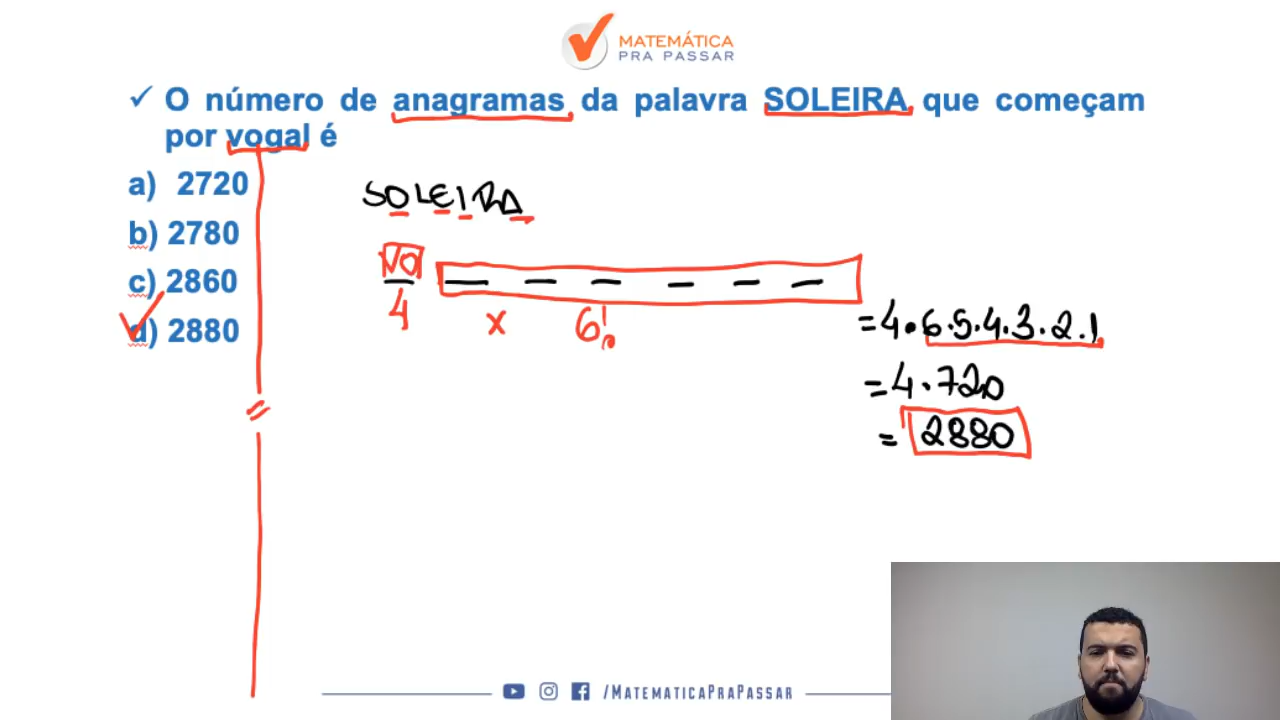 MATEMÁTICA
PRA PASSAR
✓ O número de anagramas da palavra SOLEIRA que começam
por vogal é
a) 2720
b) 2780
c) 2860
d) 2880
SOLEIRA
VO
4 x 6!
=4.6.5.4.3.2.1
=4.720
= 2880
/MATEMATICAPRAPASSAR